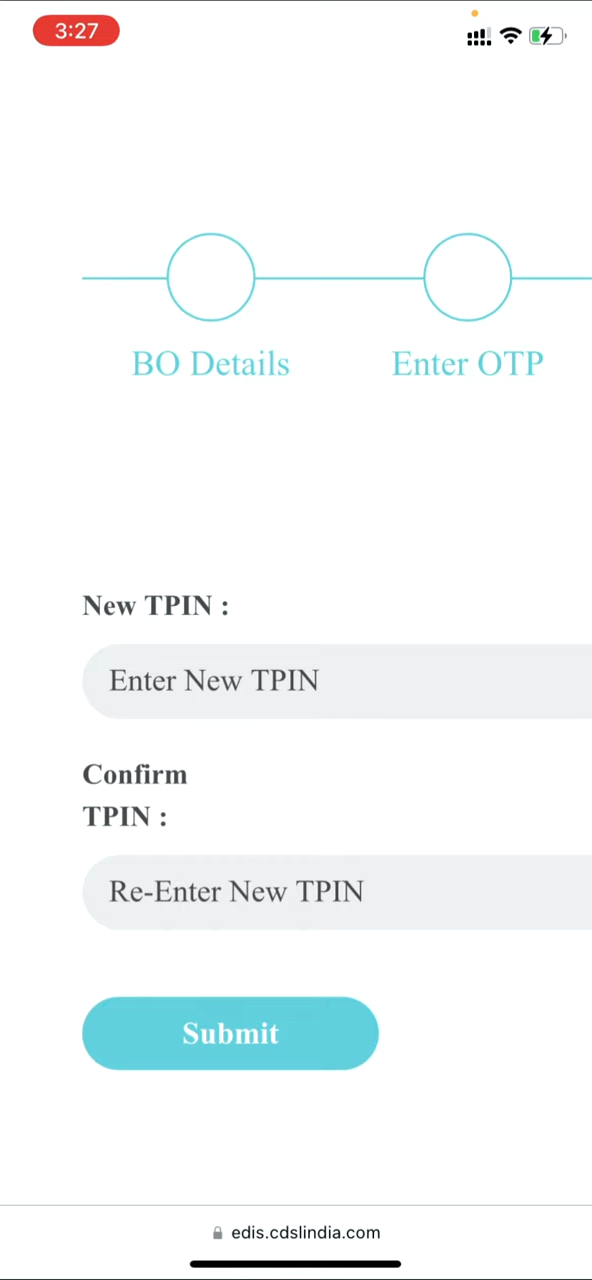 3:27
BO Details
Enter OTP
New TPIN :
Enter New TPIN
Confirm
TPIN :
Re-Enter New TPIN
Submit
edis.cdslindia.com